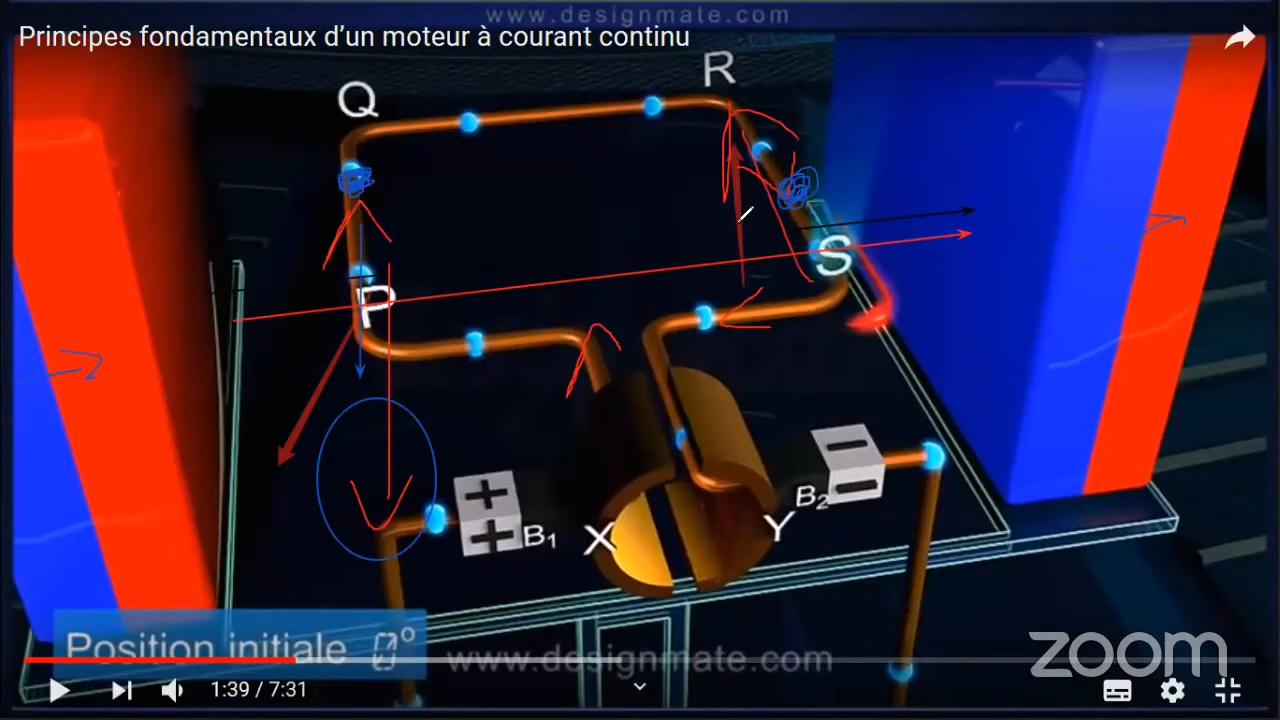 www.designmate.com
Principes fondamentaux d’un moteur à courant continu
R
Q
S
P
+
+
B₁
X
Y
B₂
−
−
Position initiale 0°
www.designmate.com
zoom
1:39 / 7:31